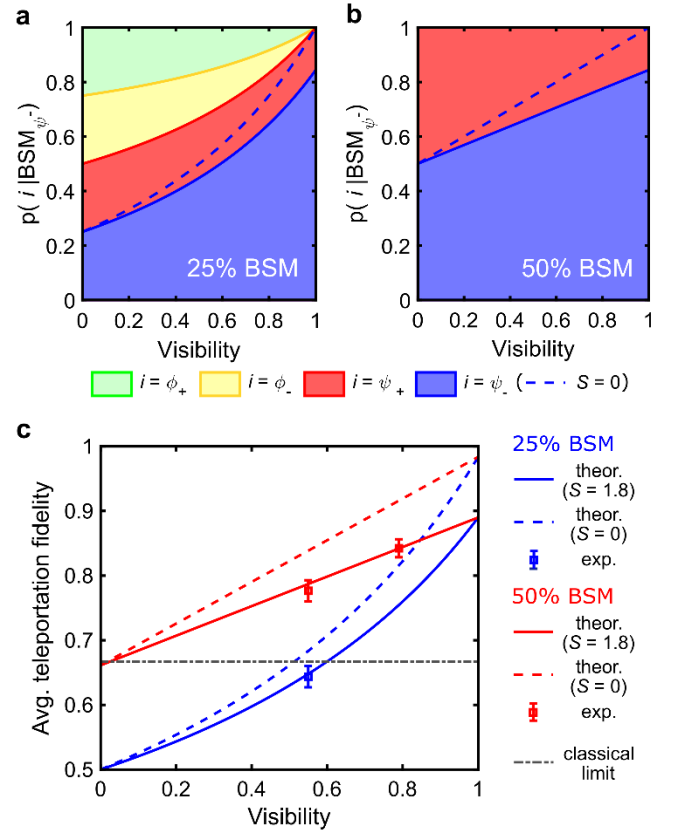 a
b
p( i |BSMψ-)
1
0.8
0.6
0.4
0.2
0
25% BSM
0 0.2 0.4 0.6 0.8 1
Visibility
p( i |BSMψ-)
1
0.8
0.6
0.4
0.2
0
50% BSM
0 0.2 0.4 0.6 0.8 1
Visibility
i = ϕ+ i = ϕ- i = ψ+ i = ψ- ( S = 0)
c
Avg. teleportation fidelity
1
0.9
0.8
0.7
0.6
0.5
0 0.2 0.4 0.6 0.8 1
Visibility
25% BSM
theor.
(S = 1.8)
theor.
(S = 0)
exp.
50% BSM
theor.
(S = 1.8)
theor.
(S = 0)
exp.
classical
limit